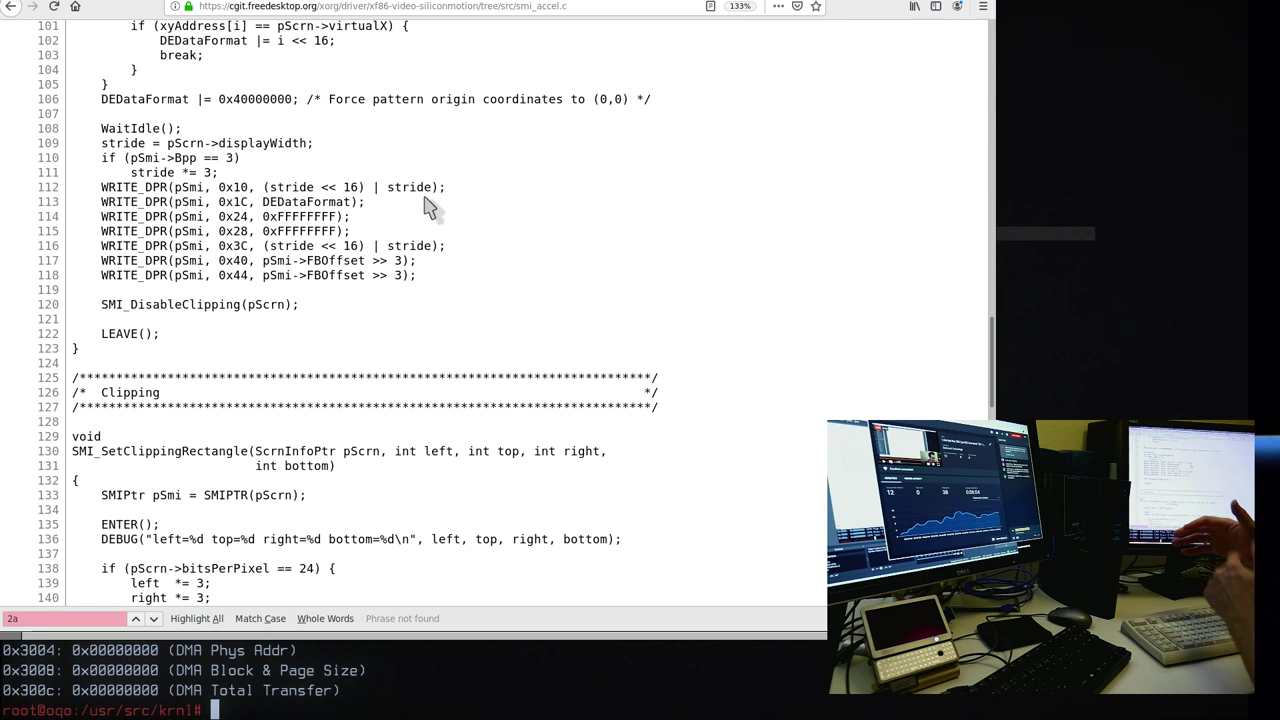 https://cgit.freedesktop.org/xorg/driver/xf86-video-siliconmotion/tree/src/smi_accel.c
133%
101 if (xyAddress[i] == pScrn->virtualX) {
102 DEDataFormat |= i << 16;
103 break;
104 }
105 }
106 DEDataFormat |= 0x40000000; /* Force pattern origin coordinates to (0,0) */
107
108 WaitIdle();
109 stride = pScrn->displayWidth;
110 if (pSmi->Bpp == 3)
111 stride *= 3;
112 WRITE_DPR(pSmi, 0x10, (stride << 16) | stride);
113 WRITE_DPR(pSmi, 0x1C, DEDataFormat);
114 WRITE_DPR(pSmi, 0x24, 0xFFFFFFFF);
115 WRITE_DPR(pSmi, 0x28, 0xFFFFFFFF);
116 WRITE_DPR(pSmi, 0x3C, (stride << 16) | stride);
117 WRITE_DPR(pSmi, 0x40, pSmi->FBOffset >> 3);
118 WRITE_DPR(pSmi, 0x44, pSmi->FBOffset >> 3);
119
120 SMI_DisableClipping(pScrn);
121
122 LEAVE();
123 }
124
125 /******************************************************************************/
126 /* Clipping */
127 /******************************************************************************/
128
129 void
130 SMI_SetClippingRectangle(ScrnInfoPtr pScrn, int left, int top, int right,
131 int bottom)
132 {
133 SMIPtr pSmi = SMIPTR(pScrn);
134
135 ENTER();
136 DEBUG("left=%d top=%d right=%d bottom=%d\n", left, top, right, bottom);
137
138 if (pScrn->bitsPerPixel == 24) {
139 left *= 3;
140 right *= 3;
2a
Highlight All Match Case Whole Words Phrase not found
0x3004: 0x00000000 (DMA Phys Addr)
0x3008: 0x00000000 (DMA Block & Page Size)
0x300c: 0x00000000 (DMA Total Transfer)
root@oqo:/usr/src/krnl#
12 0 38 0:06:04